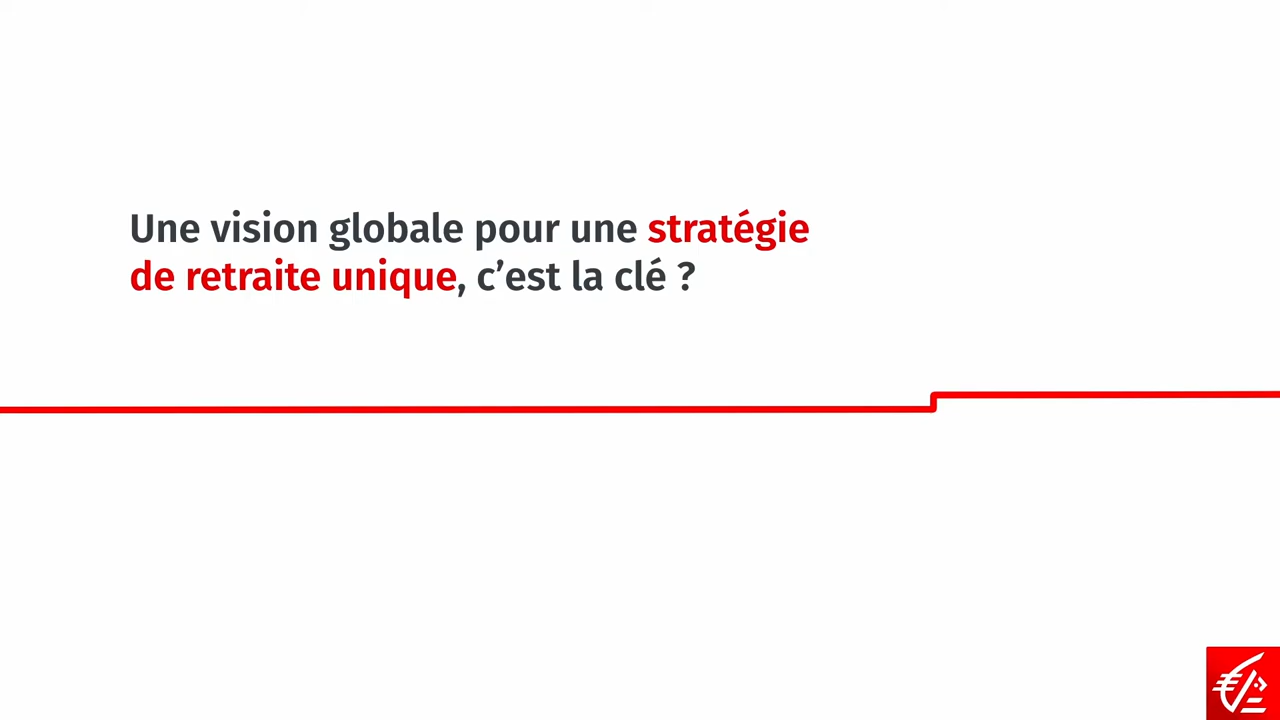 Une vision globale pour une stratégie
de retraite unique, c’est la clé ?